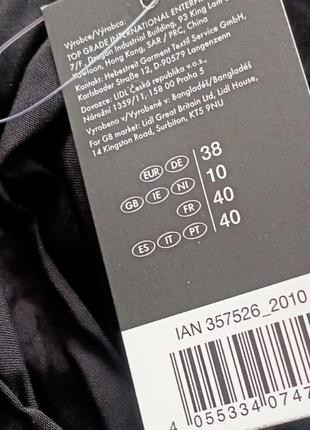 Výrobce/Výrobca:
TOP GRADE INTERNATIONAL ENTERPR
7/F., Dragon Industrial Building, 93 King Lam S
Kowloon, Hong Kong, SAR / PRC, China
Kontakt: Hebestreit Garment Textil Service GmbH,
Karlsbader Straße 12, D-90579 Langenzenn
Dovozce: LIDL Česká republika v.o.s.,
Nárožní 1359/11, 158 00 Praha 5
Vyrobeno v/Vyrobené v: Bangladéš/Bangladéš
For GB market: Lidl Great Britain Ltd, Lidl House,
14 Kingston Road, Surbiton, KT5 9NU
EUR DE 38
GB IE NI 10
FR 40
ES IT PT 40
IAN 357526_2010
4 055334 0747